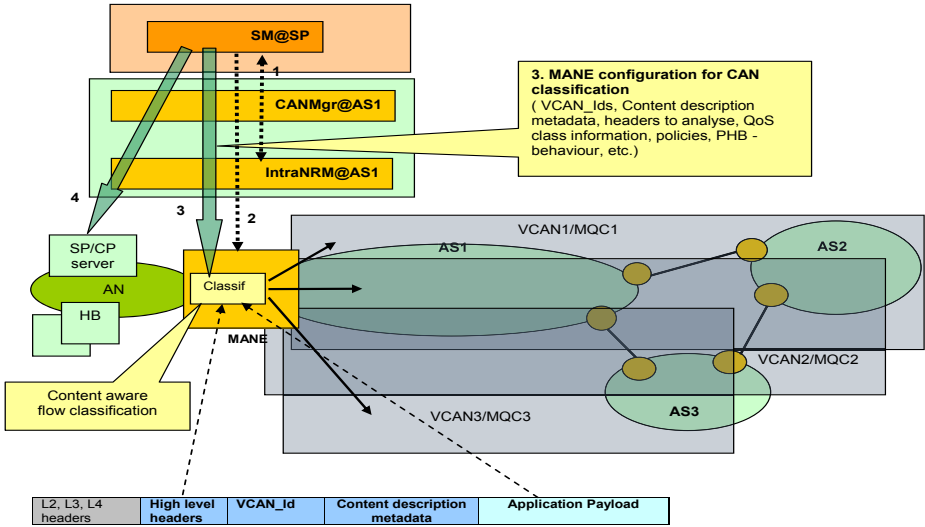 SM@SP
1
CANMgr@AS1
IntraNRM@AS1
3. MANE configuration for CAN
classification
( VCAN_Ids, Content description
metadata, headers to analyse, QoS
class information, policies, PHB -
behaviour, etc.)
4
3
2
SP/CP
server
AN
HB
Classif
MANE
VCAN1/MQC1
AS1
AS2
VCAN2/MQC2
VCAN3/MQC3
AS3
Content aware
flow classification
L2, L3, L4
headers
High level
headers
VCAN_Id
Content description
metadata
Application Payload